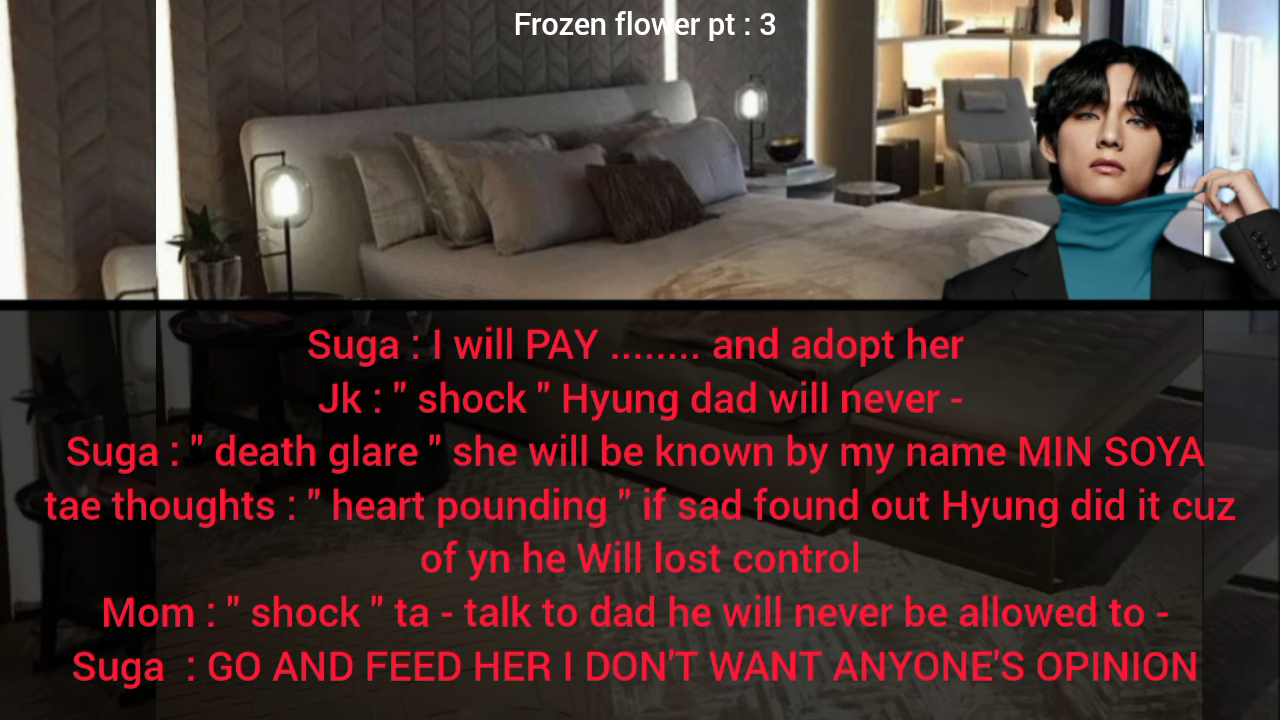 Frozen flower pt : 3
Suga : I will PAY ........ and adopt her
Jk : " shock " Hyung dad will never -
Suga : " death glare " she will be known by my name MIN SOYA
tae thoughts : " heart pounding " if sad found out Hyung did it cuz
of yn he Will lost control
Mom : " shock " ta - talk to dad he will never be allowed to -
Suga : GO AND FEED HER I DON'T WANT ANYONE'S OPINION